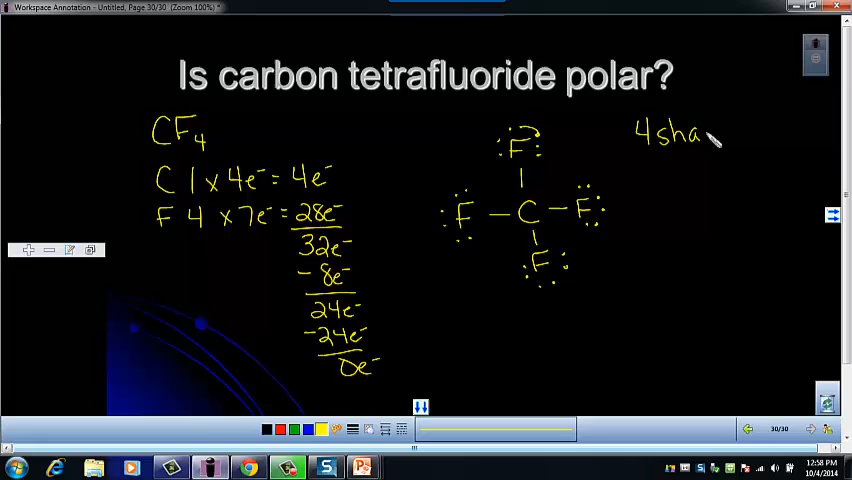 Workspace Annotation - Untitled, Page 30/30 (Zoom 100%) *
Is carbon tetrafluoride polar?
CF4
C 1 x 4e- = 4e-
F 4 x 7e- = 28e-
32e-
- 8e-
24e-
- 24e-
0e-
F
F - C - F
F
4 sha
30/30
12:58 PM
10/4/2014